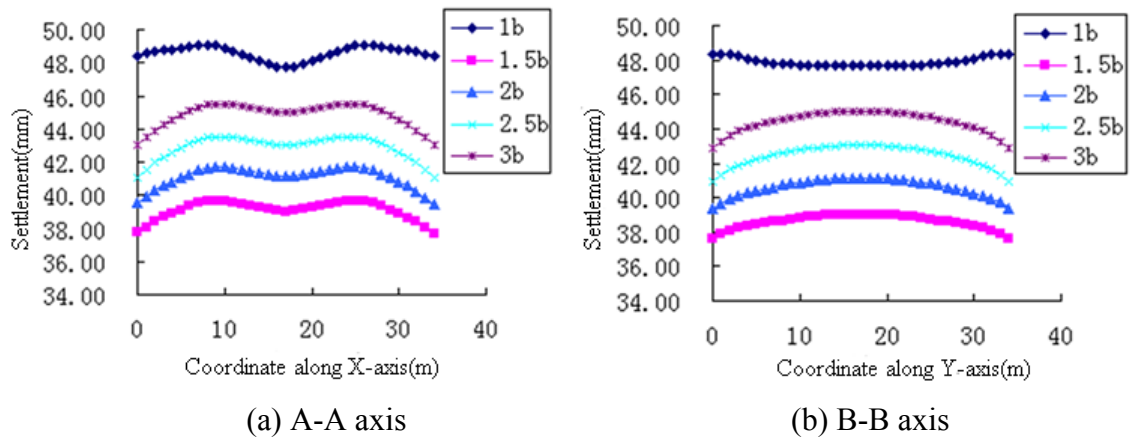 50.00
48.00
46.00
44.00
42.00
40.00
38.00
36.00
34.00
Settlement(mm)
0 10 20 30 40
Coordinate along X-axis(m)
1b
1.5b
2b
2.5b
3b
(a) A-A axis
50.00
48.00
46.00
44.00
42.00
40.00
38.00
36.00
34.00
Settlement(mm)
0 10 20 30 40
Coordinate along Y-axis(m)
1b
1.5b
2b
2.5b
3b
(b) B-B axis